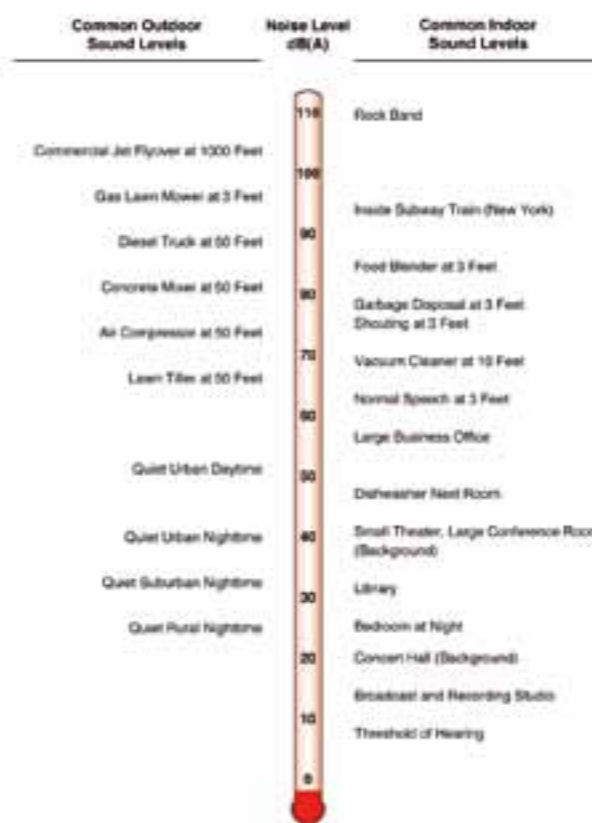 Common Outdoor
Sound Levels
Noise Level
dB(A)
Common Indoor
Sound Levels
110
Rock Band
Commercial Jet Flyover at 1000 Feet
100
Gas Lawn Mower at 3 Feet
Inside Subway Train (New York)
90
Diesel Truck at 50 Feet
Food Blender at 3 Feet
Concrete Mixer at 50 Feet
80
Garbage Disposal at 3 Feet
Shouting at 3 Feet
Air Compressor at 50 Feet
70
Vacuum Cleaner at 10 Feet
Lawn Tiller at 50 Feet
Normal Speech at 3 Feet
60
Large Business Office
Quiet Urban Daytime
50
Dishwasher Next Room
Quiet Urban Nighttime
40
Small Theater, Large Conference Room
(Background)
Quiet Suburban Nighttime
Library
30
Quiet Rural Nighttime
Bedroom at Night
20
Concert Hall (Background)
Broadcast and Recording Studio
10
Threshold of Hearing
0